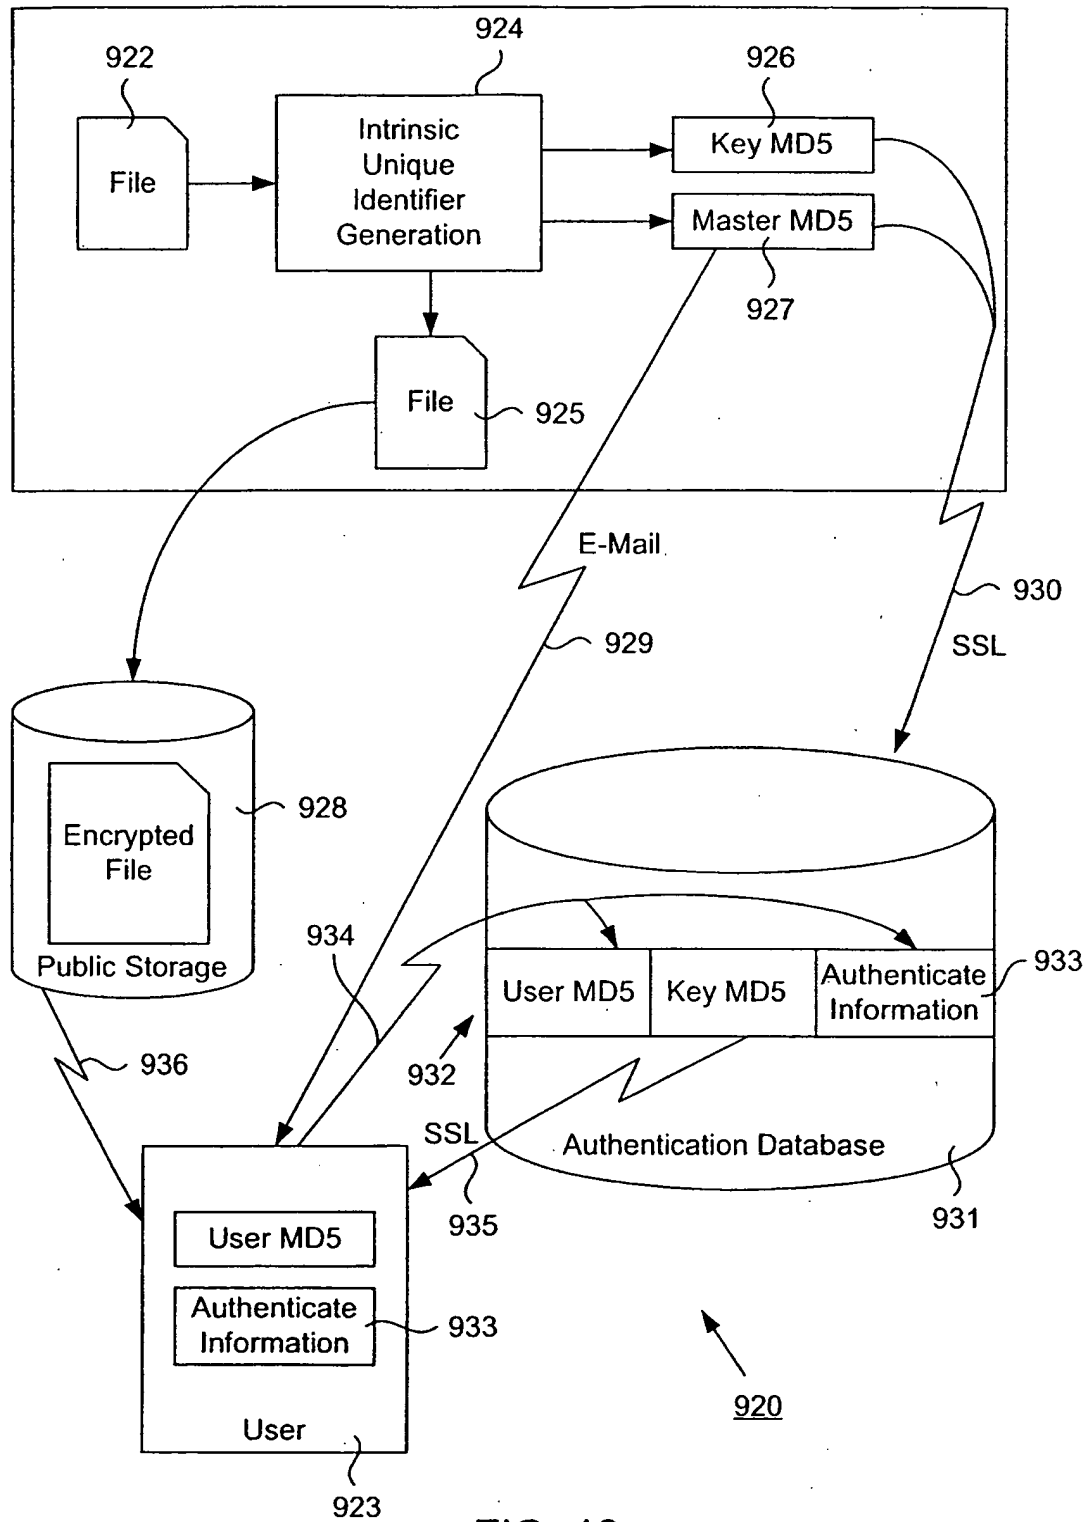 924
922
926
Intrinsic
Unique
Identifier
Generation
Key MD5
File
Master MD5
927
File
925
E-Mail
930
929
SSL
928
Encrypted
File
934
Public Storage
User MD5
Key MD5
Authenticate
Information
933
936
932
SSL
Authentication Database
935
931
User MD5
Authenticate
Information
933
920
User
923